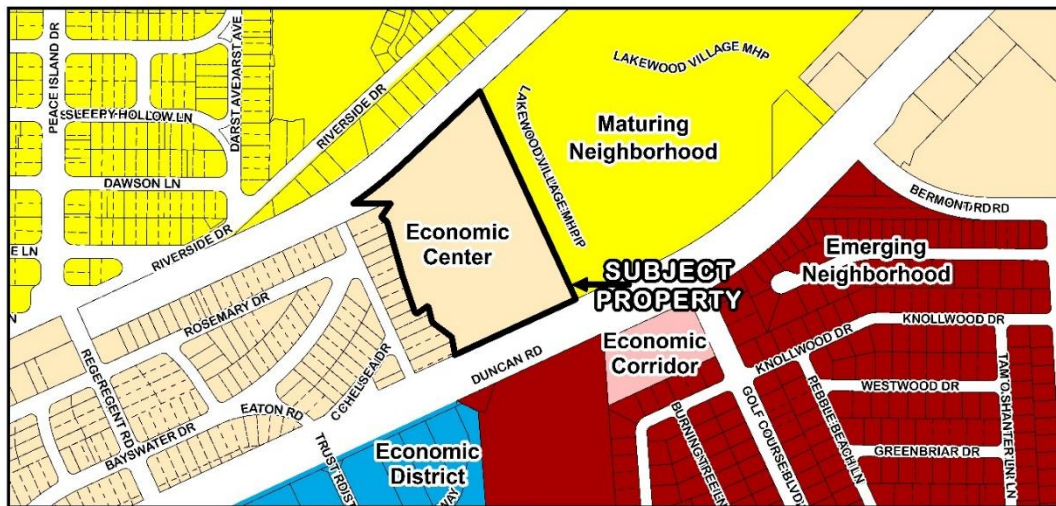 PEACE ISLAND DR
DARST AVE
DARST AVE
SLEEPY HOLLOW LN
DAWSON LN
E LN
N
RIVERSIDE DR
RIVERSIDE DR
LAKEWOOD VILLAGE MHP
LAKEWOOD VILLAGE MHP
Maturing
Neighborhood
Economic
Center
SUBJECT
PROPERTY
BERMONT RD
RD
Emerging
Neighborhood
Economic
Corridor
ROSEMARY DR
REGENT RD
EATON RD
CHELSEA DR
BAYSWATER DR
DUNCAN RD
Economic
District
TRUST
WAY
KNOLLWOOD DR
KNOLLWOOD DR
WESTWOOD DR
GREENBRIAR DR
BURNING TREE LN
GOLF COURSE BLVD
PEBBLE BEACH LN
TAM O SHANTER LN
LN